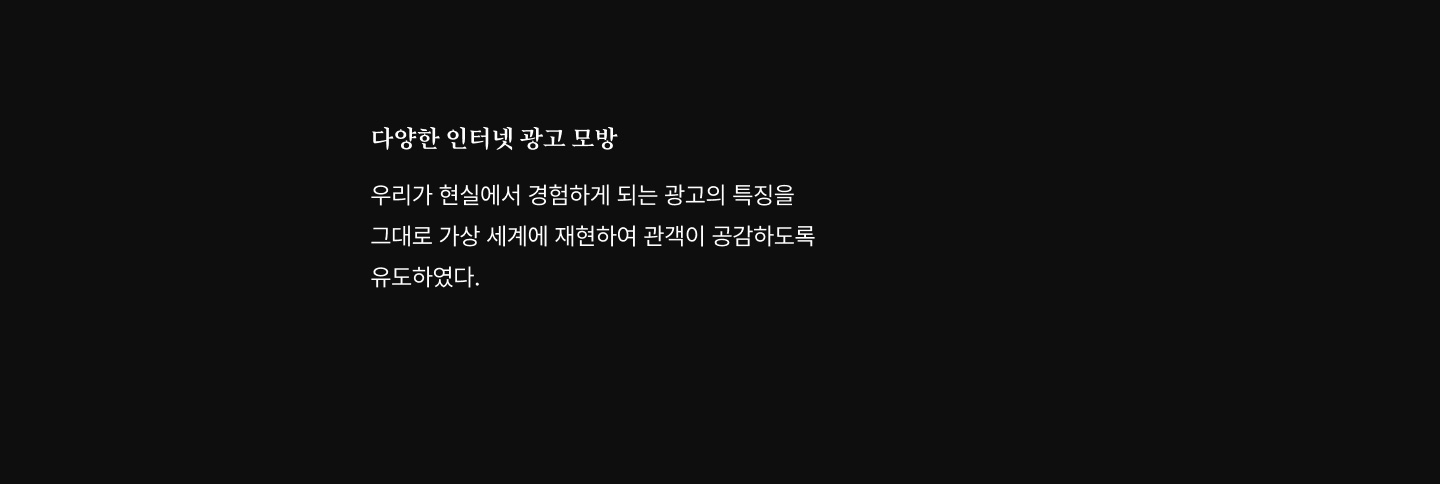 다양한 인터넷 광고 모방
우리가 현실에서 경험하게 되는 광고의 특징을
그대로 가상 세계에 재현하여 관객이 공감하도록
유도하였다.